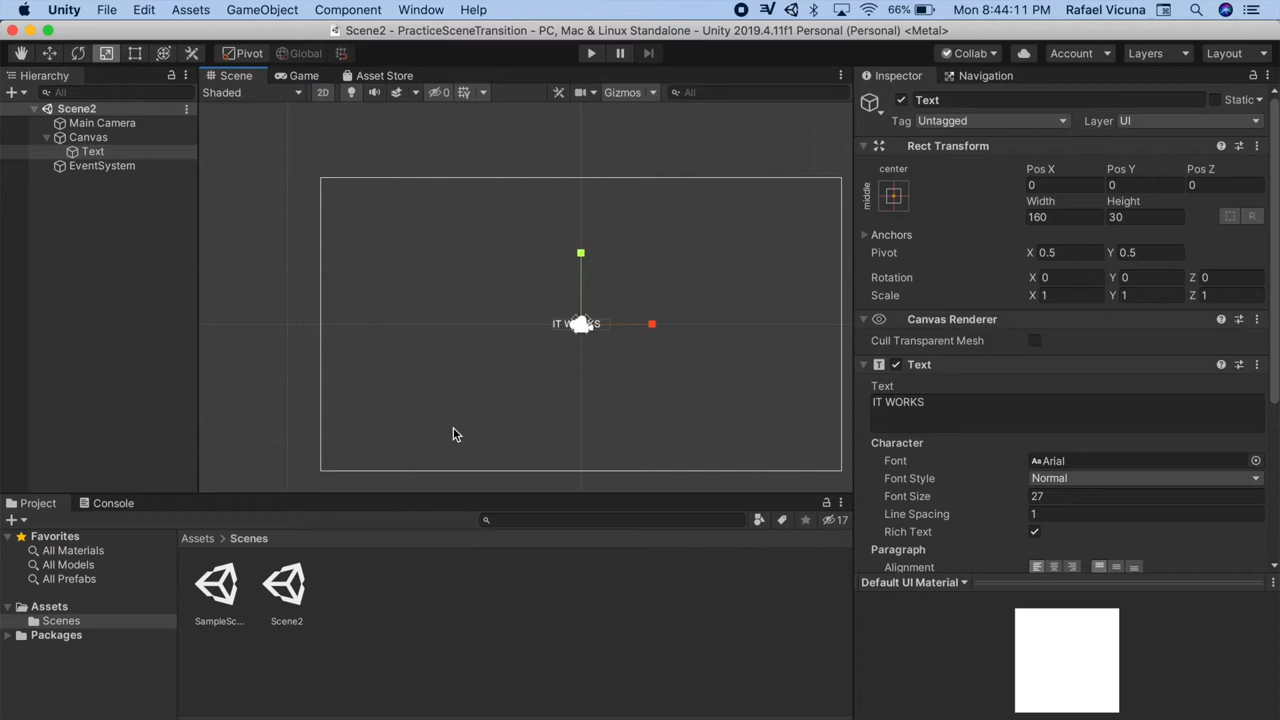 Unity File Edit Assets GameObject Component Window Help 66% Mon 8:44:11 PM Rafael Vicuna
Scene2 - PracticeSceneTransition - PC, Mac & Linux Standalone - Unity 2019.4.11f1 Personal (Personal) <Metal>
Pivot Global Collab Account Layers Layout
Hierarchy Scene Game Asset Store Inspector Navigation
All Shaded 2D 0 Gizmos All
Text Static
Scene2
Tag Untagged Layer UI
Main Camera
Canvas
Text
EventSystem
Rect Transform
center Pos X Pos Y Pos Z
middle 0 0 0
Width Height
160 30 R
Anchors
Pivot X 0.5 Y 0.5
Rotation X 0 Y 0 Z 0
Scale X 1 Y 1 Z 1
Canvas Renderer
IT WORKS
Cull Transparent Mesh
Text
Text
IT WORKS
Character
Font Aa Arial
Font Style Normal
Font Size 27
Line Spacing 1
Rich Text
Paragraph
Alignment
Default UI Material
Project Console
17
Favorites
All Materials
All Models
All Prefabs
Assets
Scenes
Packages
Assets › Scenes
SampleSc... Scene2